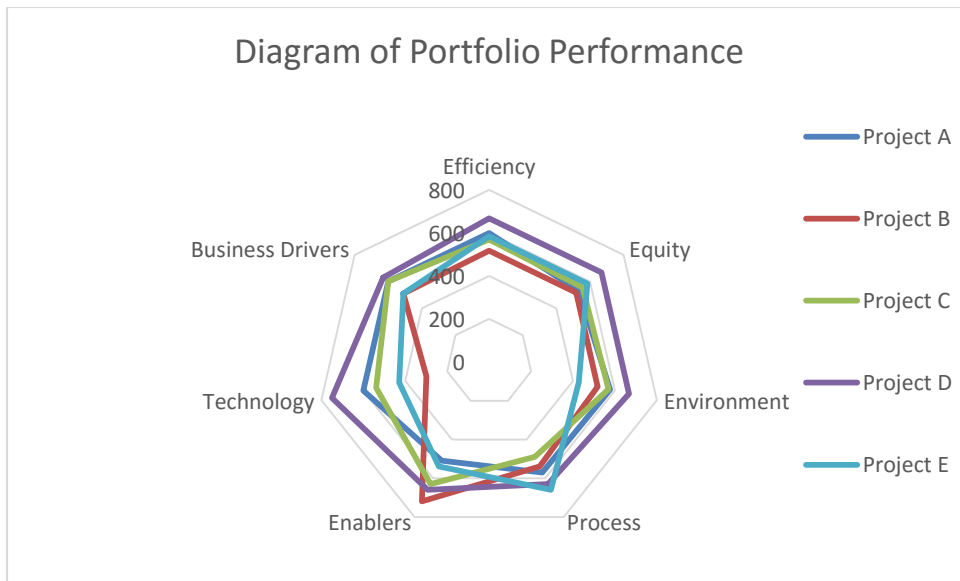 Diagram of Portfolio Performance
Efficiency
800
600
400
200
0
Business Drivers
Equity
Technology
Environment
Enablers
Process
Project A
Project B
Project C
Project D
Project E